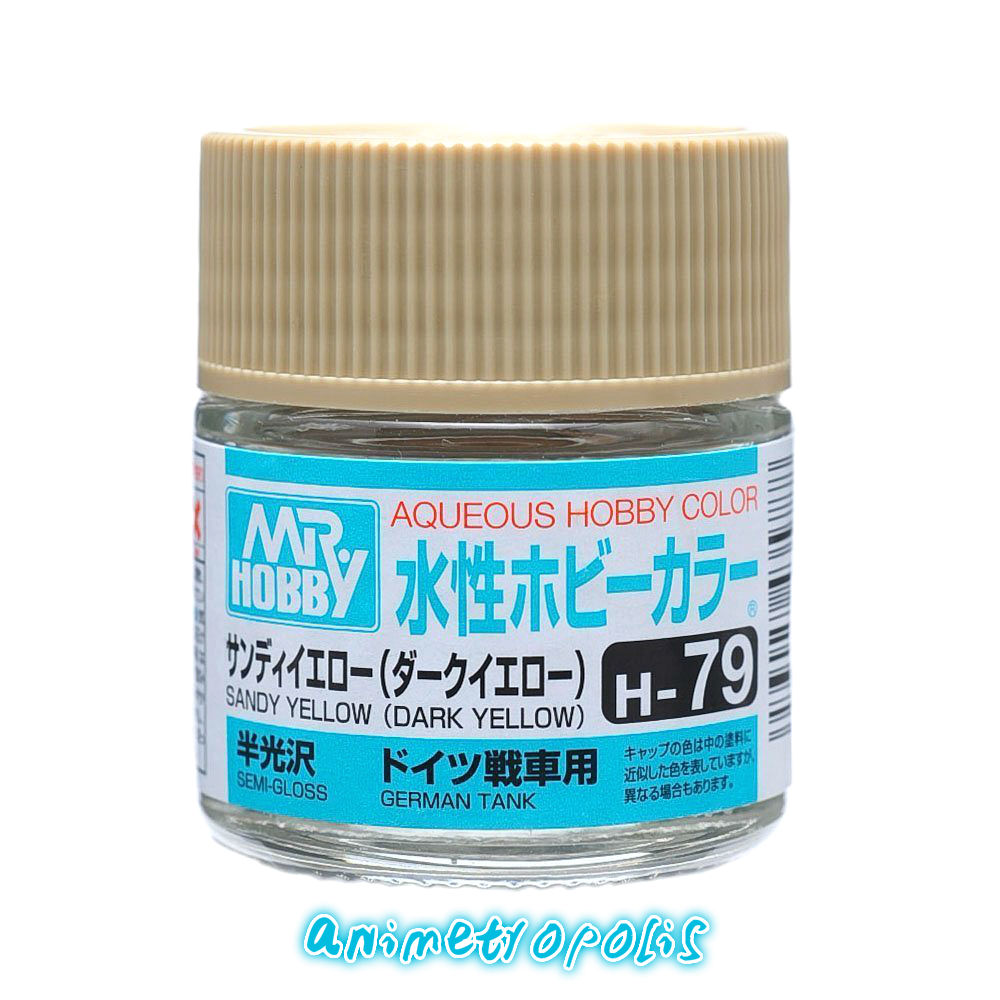 MR. HOBBY
AQUEOUS HOBBY COLOR
水性ホビーカラー®
サンディイエロー(ダークイエロー)
SANDY YELLOW (DARK YELLOW)
H-79
半光沢
SEMI-GLOSS
ドイツ戦車用
GERMAN TANK
キャップの色は中の塗料に
近似した色を表していますが、
異なる場合もあります。
animetropolis